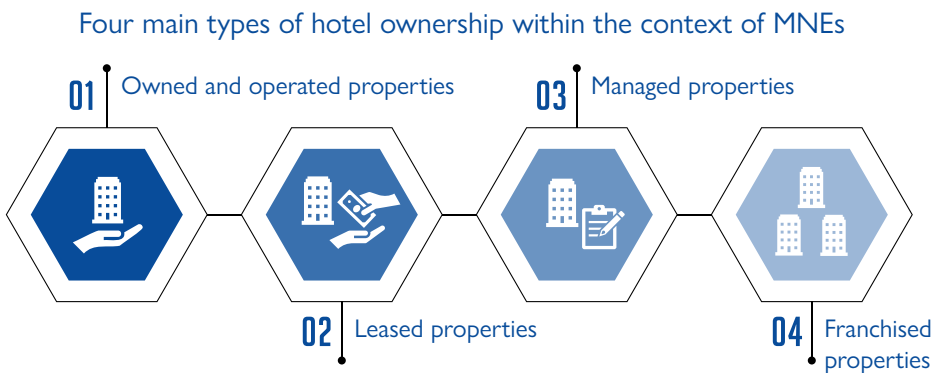 Four main types of hotel ownership within the context of MNEs
01 Owned and operated properties
02 Leased properties
03 Managed properties
04 Franchised
properties